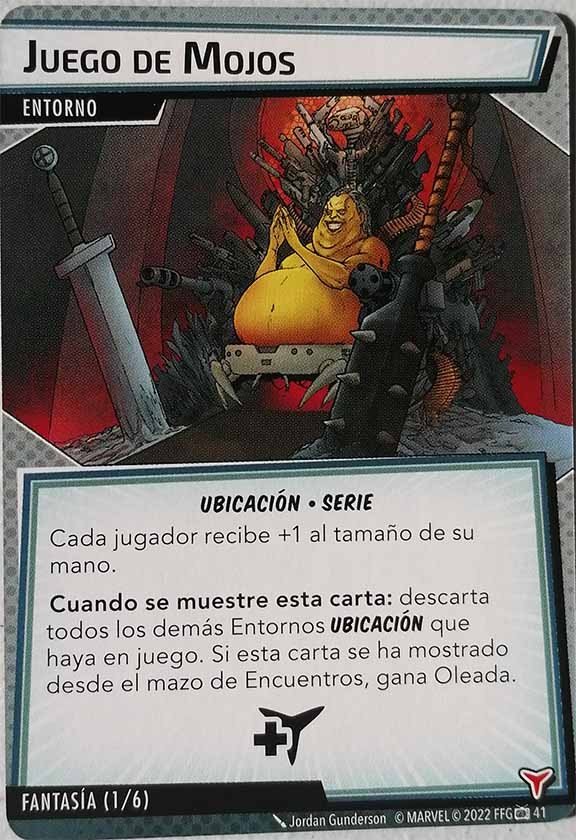 Juego de Mojos
ENTORNO
UBICACIÓN • SERIE
Cada jugador recibe +1 al tamaño de su
mano.
Cuando se muestre esta carta: descarta
todos los demás Entornos UBICACIÓN que
haya en juego. Si esta carta se ha mostrado
desde el mazo de Encuentros, gana Oleada.
FANTASÍA (1/6)
Jordan Gunderson © MARVEL © 2022 FFG 41